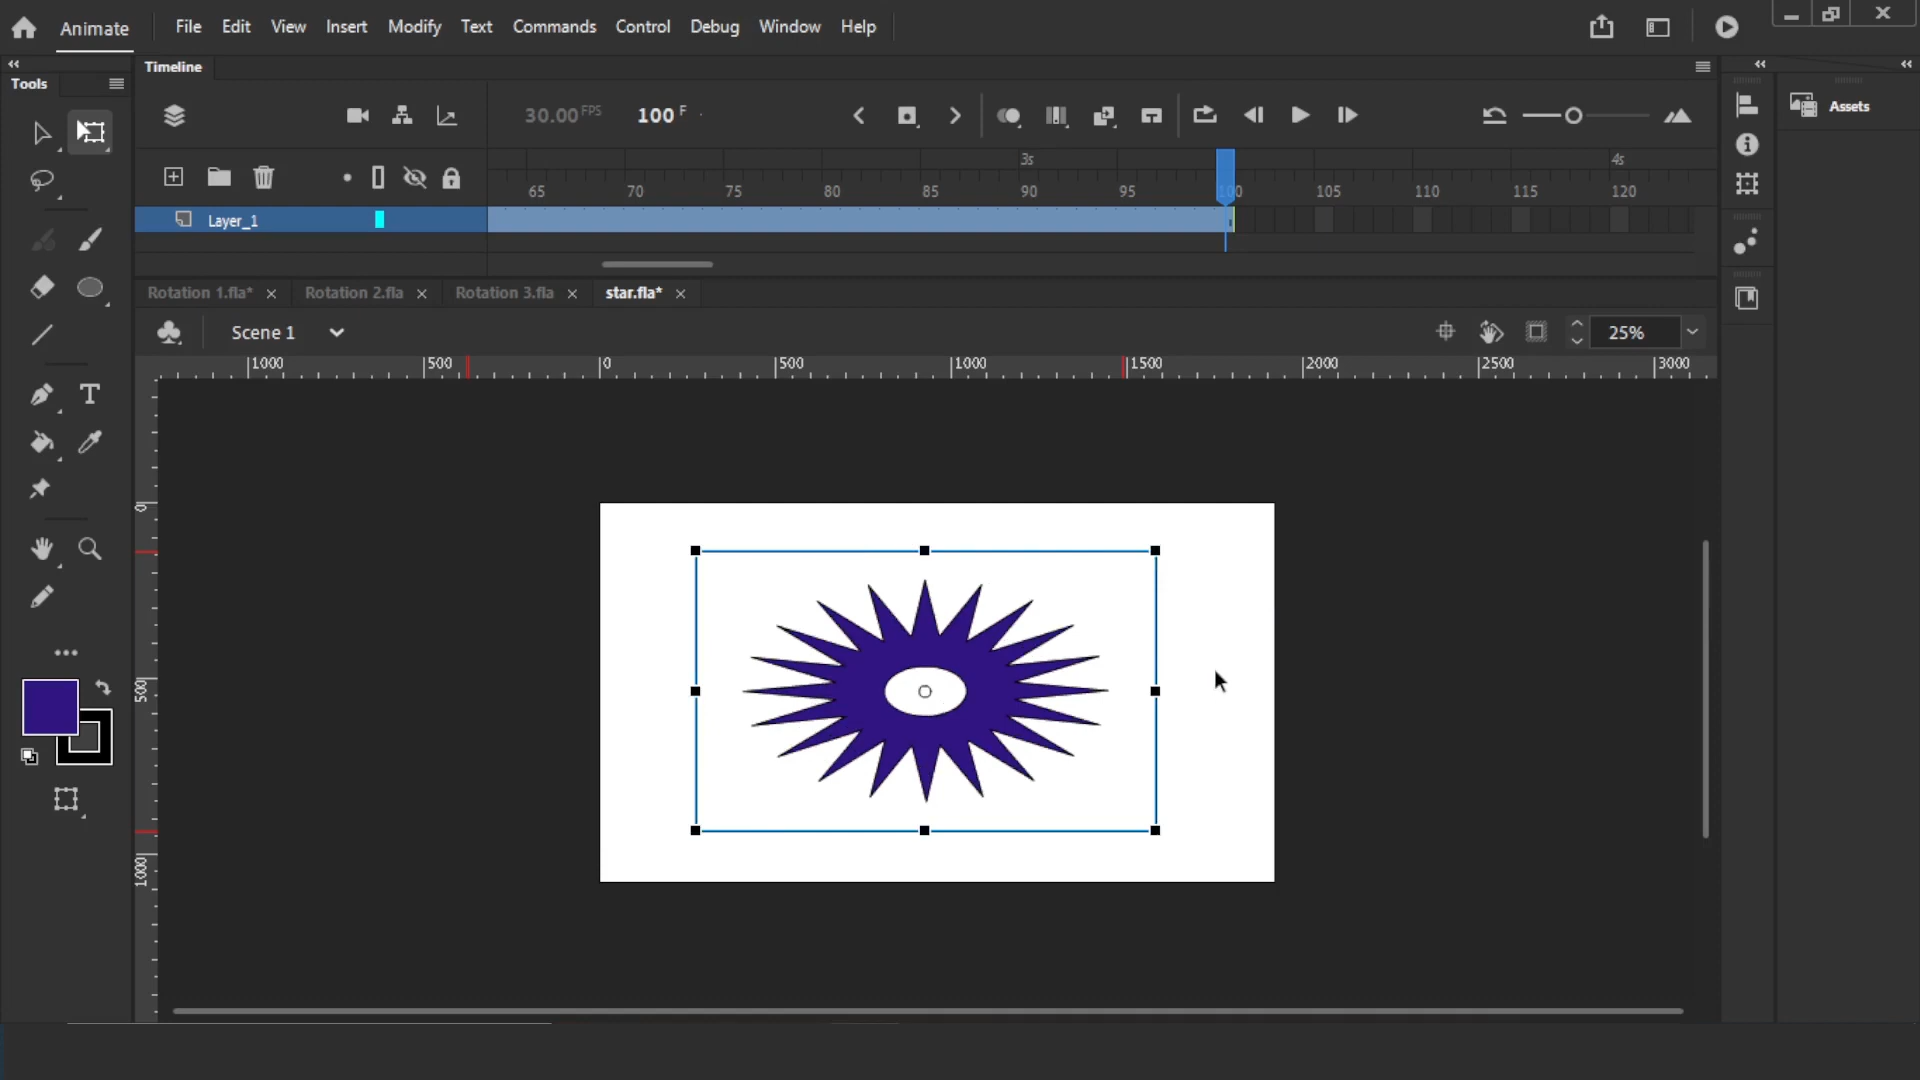 Animate File Edit View Insert Modify Text Commands Control Debug Window Help
Tools
Timeline
30.00 FPS 100 F
Assets
3s 4s
65 70 75 80 85 90 95 100 105 110 115 120
Layer_1
Rotation 1.fla* Rotation 2.fla Rotation 3.fla star.fla*
Scene 1 25%
1000 500 0 500 1000 1500 2000 2500 3000
0
500
1000
T